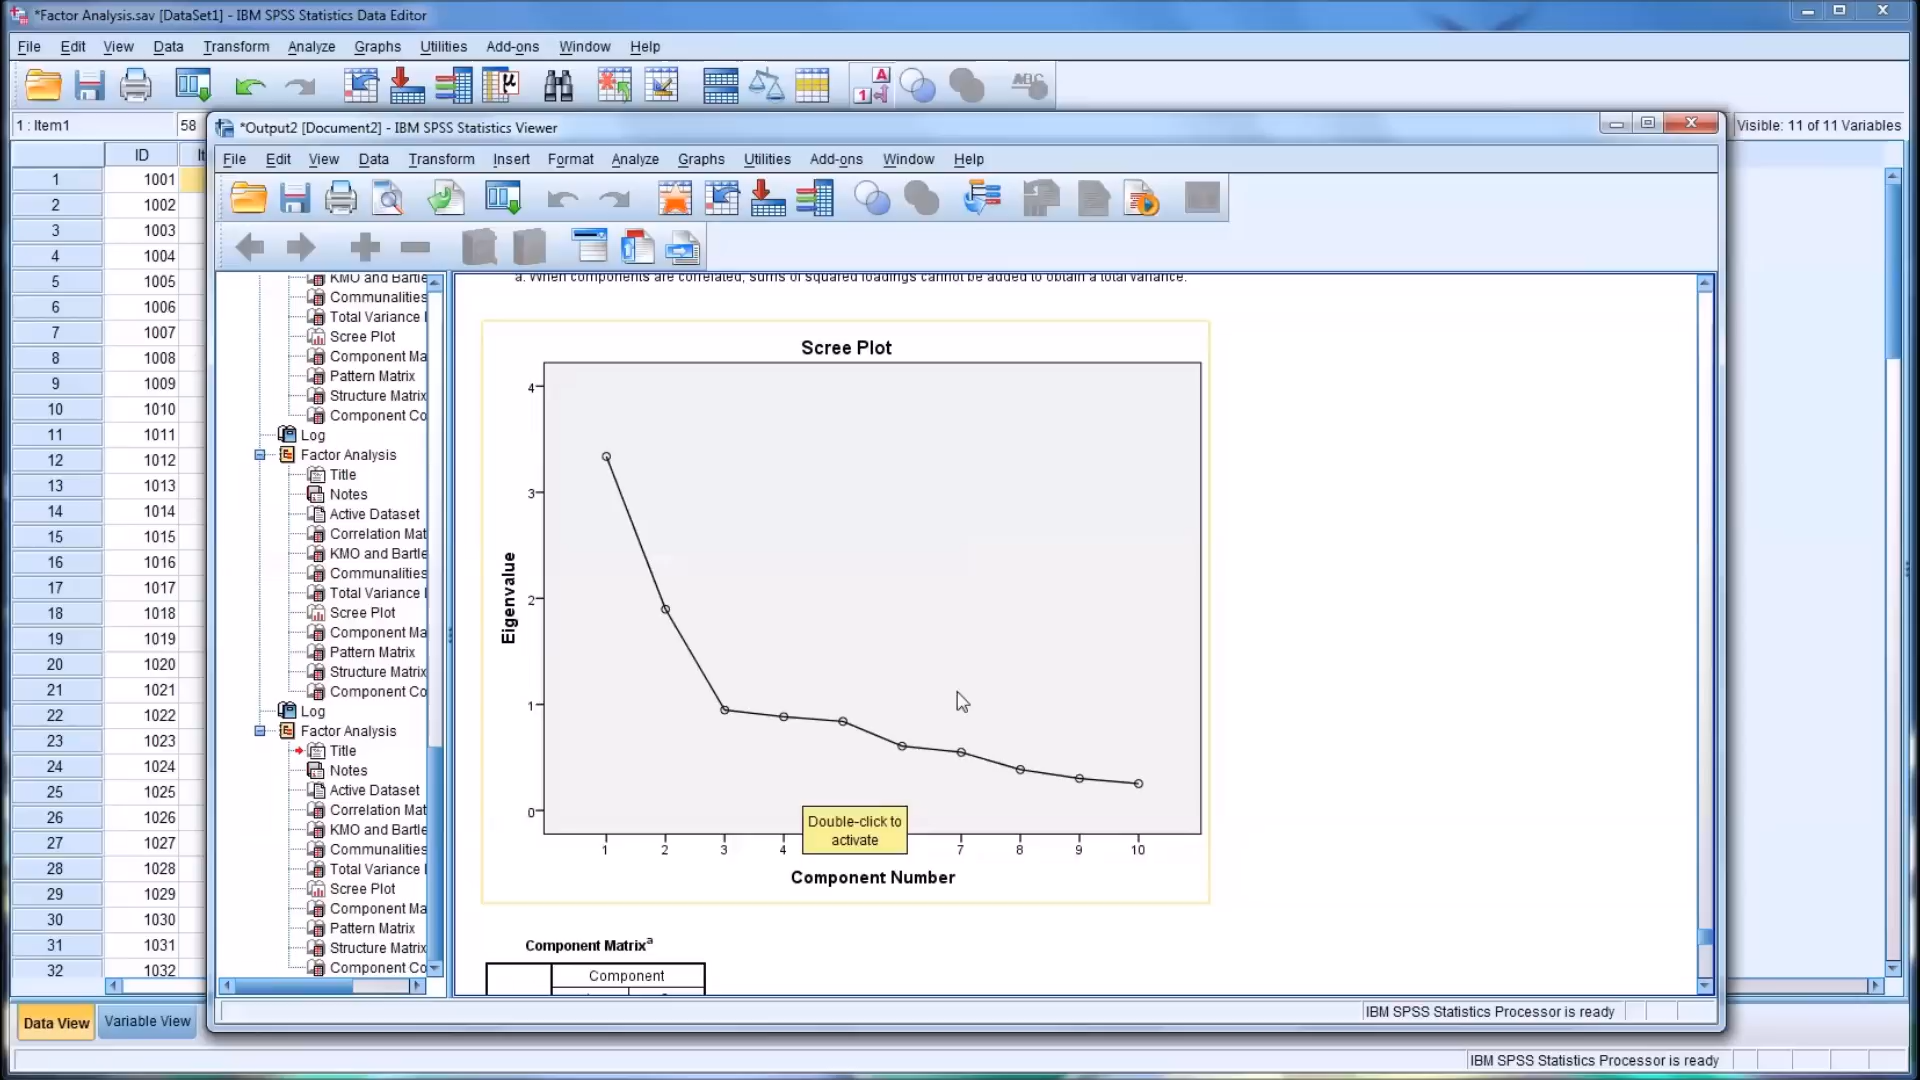 *Factor Analysis.sav [DataSet1] - IBM SPSS Statistics Data Editor
File Edit View Data Transform Analyze Graphs Utilities Add-ons Window Help
1 : Item1 58
Visible: 11 of 11 Variables
ID It
1 1001
2 1002
3 1003
4 1004
5 1005
6 1006
7 1007
8 1008
9 1009
10 1010
11 1011
12 1012
13 1013
14 1014
15 1015
16 1016
17 1017
18 1018
19 1019
20 1020
21 1021
22 1022
23 1023
24 1024
25 1025
26 1026
27 1027
28 1028
29 1029
30 1030
31 1031
32 1032
Data View Variable View
*Output2 [Document2] - IBM SPSS Statistics Viewer
File Edit View Data Transform Insert Format Analyze Graphs Utilities Add-ons Window Help
KMO and Bartle
Communalities
Total Variance
Scree Plot
Component Ma
Pattern Matrix
Structure Matrix
Component Co
Log
Factor Analysis
Title
Notes
Active Dataset
Correlation Mat
KMO and Bartle
Communalities
Total Variance
Scree Plot
Component Ma
Pattern Matrix
Structure Matrix
Component Co
Log
Factor Analysis
Title
Notes
Active Dataset
Correlation Mat
KMO and Bartle
Communalities
Total Variance
Scree Plot
Component Ma
Pattern Matrix
Structure Matrix
Component Co
a. When components are correlated, sums of squared loadings cannot be added to obtain a total variance.
Scree Plot
Eigenvalue
4
3
2
1
0
1 2 3 4 7 8 9 10
Double-click to
activate
Component Number
Component Matrixa
Component
IBM SPSS Statistics Processor is ready
IBM SPSS Statistics Processor is ready